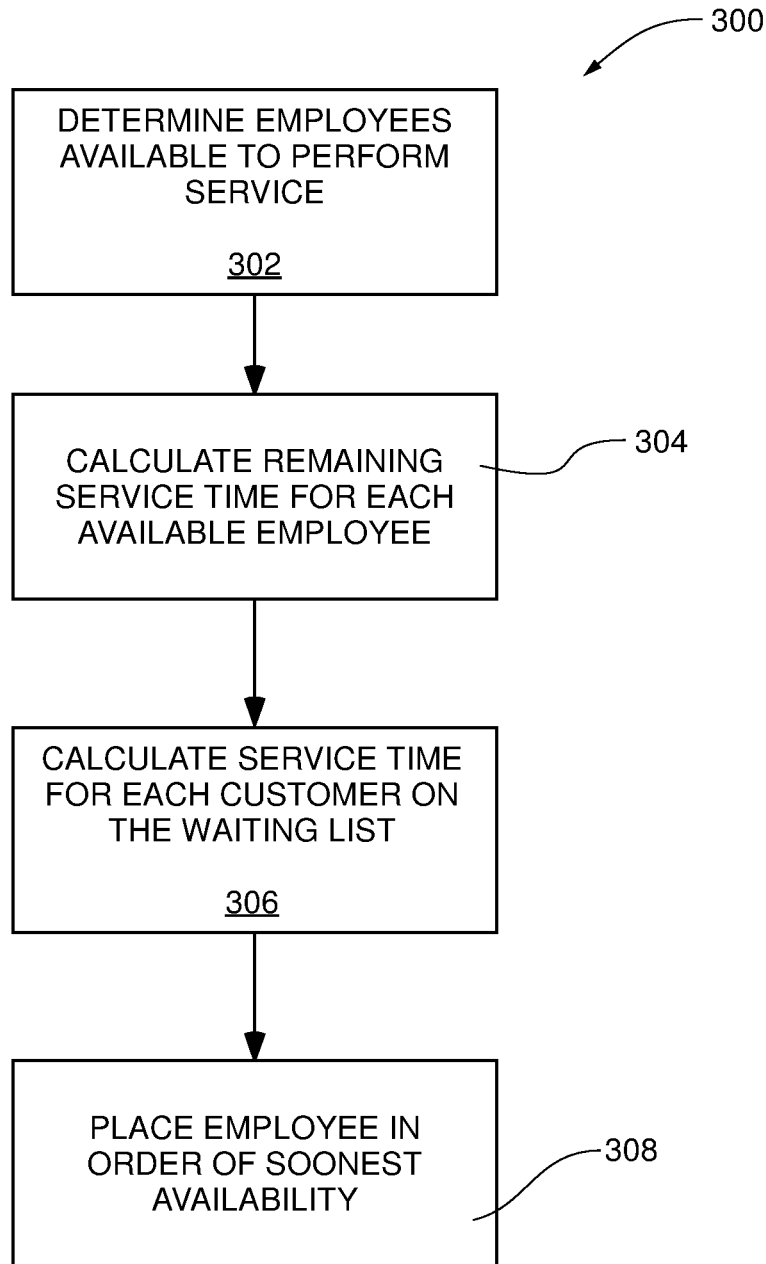 300
DETERMINE EMPLOYEES
AVAILABLE TO PERFORM
SERVICE
302
CALCULATE REMAINING
SERVICE TIME FOR EACH
AVAILABLE EMPLOYEE
304
CALCULATE SERVICE TIME
FOR EACH CUSTOMER ON
THE WAITING LIST
306
PLACE EMPLOYEE IN
ORDER OF SOONEST
AVAILABILITY
308